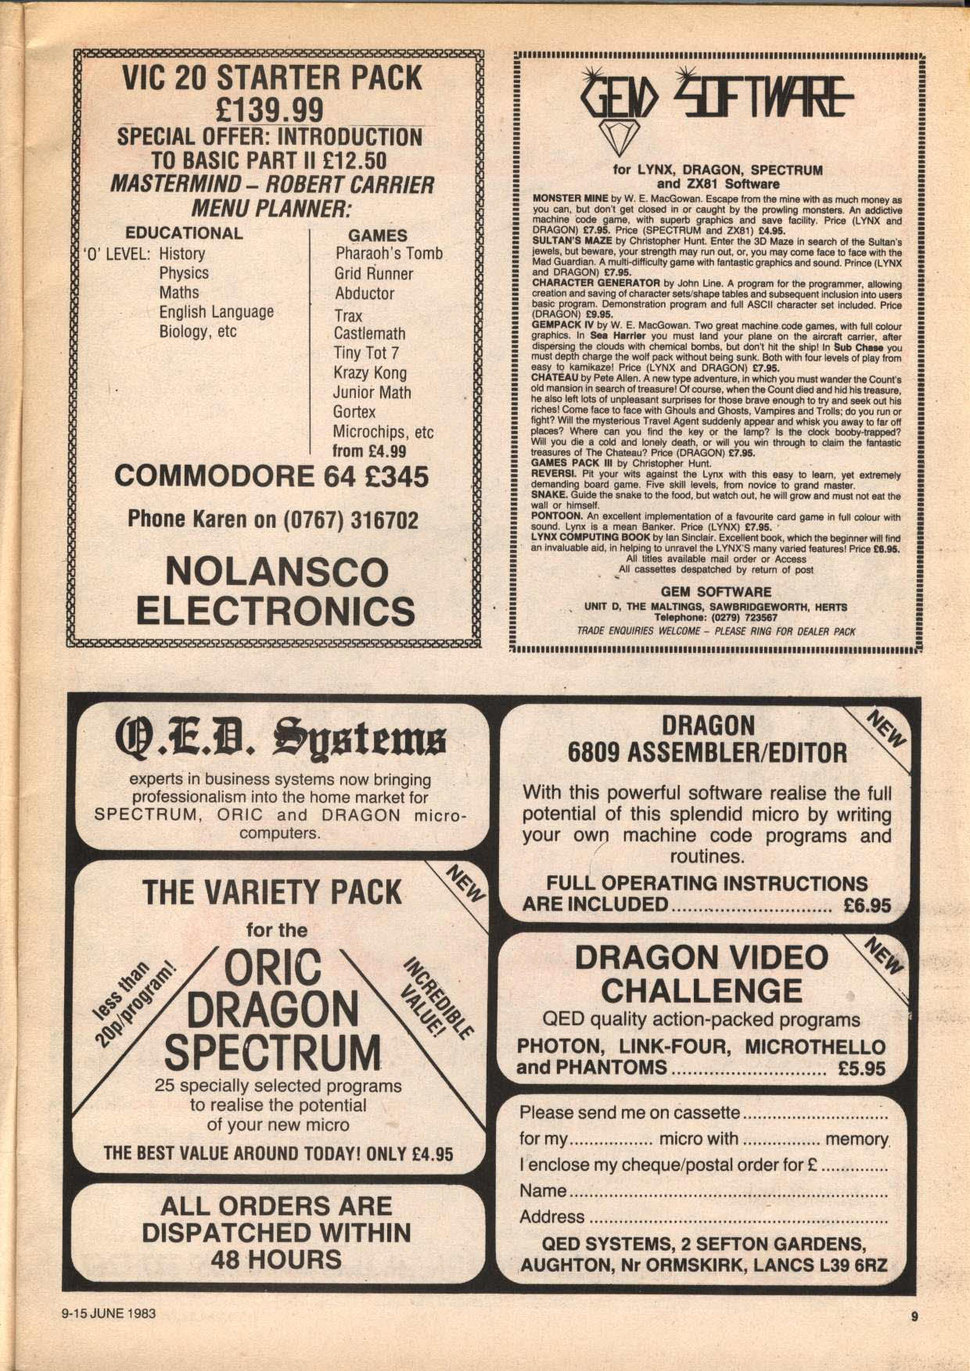 VIC 20 STARTER PACK
£139.99
SPECIAL OFFER: INTRODUCTION
TO BASIC PART II £12.50
MASTERMIND – ROBERT CARRIER
MENU PLANNER:
EDUCATIONAL
'O' LEVEL: History
Physics
Maths
English Language
Biology, etc
GAMES
Pharaoh's Tomb
Grid Runner
Abductor
Trax
Castlemath
Tiny Tot 7
Krazy Kong
Junior Math
Gortex
Microchips, etc
from £4.99
COMMODORE 64 £345
Phone Karen on (0767) 316702
NOLANSCO
ELECTRONICS
GEM SOFTWARE
for LYNX, DRAGON, SPECTRUM
and ZX81 Software
MONSTER MINE by W. E. MacGowan. Escape from the mine with as much money as
you can, but don't get closed in or caught by the prowling monsters. An addictive
machine code game, with superb graphics and save facility. Price (LYNX and
DRAGON) £7.95. Price (SPECTRUM and ZX81) £4.95.
SULTAN'S MAZE by Christopher Hunt. Enter the 3D Maze in search of the Sultan's
jewels, but beware, your strength may run out, or, you may come face to face with the
Mad Guardian. A multi-difficulty game with fantastic graphics and sound. Prince (LYNX
and DRAGON) £7.95.
CHARACTER GENERATOR by John Line. A program for the programmer, allowing
creation and saving of character sets/shape tables and subsequent inclusion into users
basic program. Demonstration program and full ASCII character set included. Price
(DRAGON) £9.95.
GEMPACK IV by W. E. MacGowan. Two great machine code games, with full colour
graphics. In Sea Harrier you must land your plane on the aircraft carrier, after
dispersing the clouds with chemical bombs, but don't hit the ship! In Sub Chase you
must depth charge the wolf pack without being sunk. Both with four levels of play from
easy to kamikaze! Price (LYNX and DRAGON) £7.95.
CHATEAU by Pete Allen. A new type adventure, in which you must wander the Count's
old mansion in search of treasure! Of course, when the Count died and hid his treasure,
he also left lots of unpleasant surprises for those brave enough to try and seek out his
riches! Come face to face with Ghouls and Ghosts, Vampires and Trolls; do you run or
fight? Will the mysterious Travel Agent suddenly appear and whisk you away to far off
places? Where can you find the key or the lamp? Is the clock booby-trapped?
Will you die a cold and lonely death, or will you win through to claim the fantastic
treasures of The Chateau? Price (DRAGON) £7.95.
GAMES PACK III by Christopher Hunt.
REVERSI. Pit your wits against the Lynx with this easy to learn, yet extremely
demanding board game. Five skill levels, from novice to grand master.
SNAKE. Guide the snake to the food, but watch out, he will grow and must not eat the
wall or himself.
PONTOON. An excellent implementation of a favourite card game in full colour with
sound. Lynx is a mean Banker. Price (LYNX) £7.95.
LYNX COMPUTING BOOK by Ian Sinclair. Excellent book, which the beginner will find
an invaluable aid, in helping to unravel the LYNX'S many varied features! Price £6.95.
All titles available mail order or Access
All cassettes despatched by return of post
GEM SOFTWARE
UNIT D, THE MALTINGS, SAWBRIDGEWORTH, HERTS
Telephone: (0279) 723567
TRADE ENQUIRIES WELCOME – PLEASE RING FOR DEALER PACK
Q.E.D. Systems
experts in business systems now bringing
professionalism into the home market for
SPECTRUM, ORIC and DRAGON micro-
computers.
NEW
THE VARIETY PACK
for the
ORIC
DRAGON
SPECTRUM
less than
20p/program!
INCREDIBLE
VALUE!
25 specially selected programs
to realise the potential
of your new micro
THE BEST VALUE AROUND TODAY! ONLY £4.95
ALL ORDERS ARE
DISPATCHED WITHIN
48 HOURS
NEW
DRAGON
6809 ASSEMBLER/EDITOR
With this powerful software realise the full
potential of this splendid micro by writing
your own machine code programs and
routines.
FULL OPERATING INSTRUCTIONS
ARE INCLUDED.............................. £6.95
NEW
DRAGON VIDEO
CHALLENGE
QED quality action-packed programs
PHOTON, LINK-FOUR, MICROTHELLO
and PHANTOMS............................. £5.95
Please send me on cassette.............................
for my................. micro with ............... memory
I enclose my cheque/postal order for £ .............
Name................................................................
Address ............................................................
QED SYSTEMS, 2 SEFTON GARDENS,
AUGHTON, Nr ORMSKIRK, LANCS L39 6RZ
9-15 JUNE 1983
9